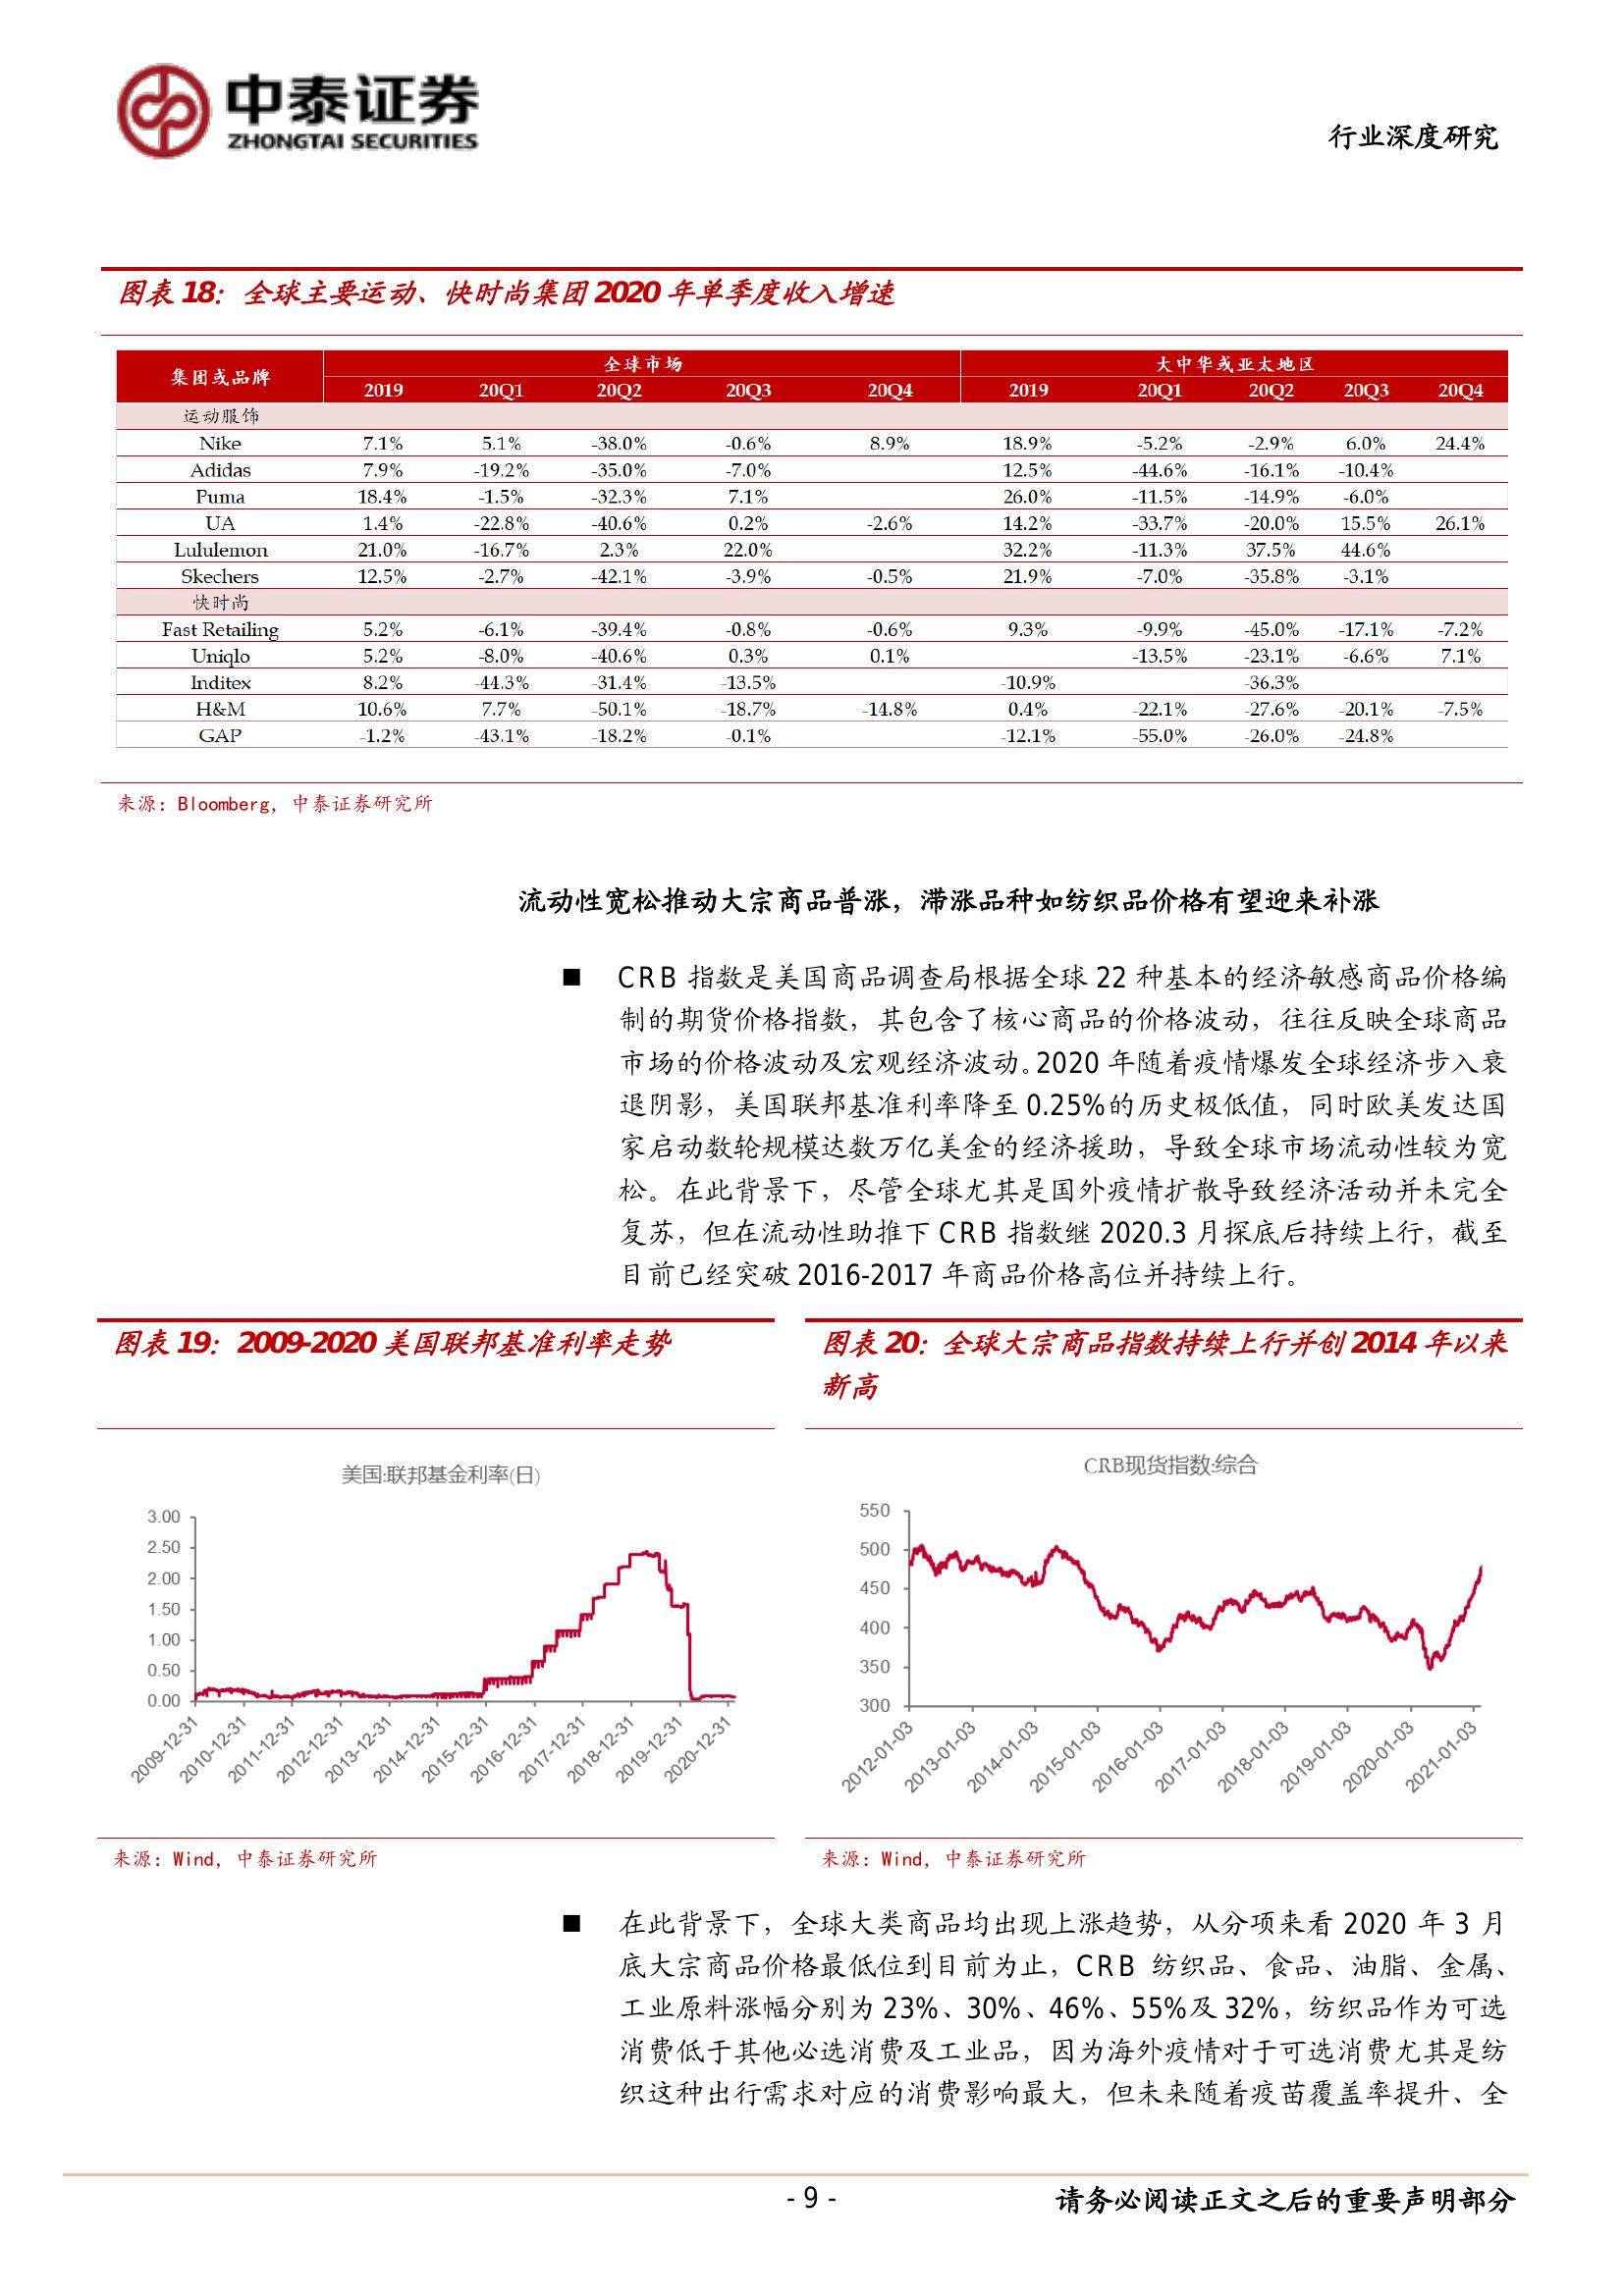 中泰证券
ZHONGTAI SECURITIES
行业深度研究
图表 18：全球主要运动、快时尚集团 2020 年单季度收入增速
集团或品牌 全球市场 大中华或亚太地区
2019 20Q1 20Q2 20Q3 20Q4 2019 20Q1 20Q2 20Q3 20Q4
运动服饰
Nike 7.1% 5.1% -38.0% -0.6% 8.9% 18.9% -5.2% -2.9% 6.0% 24.4%
Adidas 7.9% -19.2% -35.0% -7.0% 12.5% -44.6% -16.1% -10.4%
Puma 18.4% -1.5% -32.3% 7.1% 26.0% -11.5% -14.9% -6.0%
UA 1.4% -22.8% -40.6% 0.2% -2.6% 14.2% -33.7% -20.0% 15.5% 26.1%
Lululemon 21.0% -16.7% 2.3% 22.0% 32.2% -11.3% 37.5% 44.6%
Skechers 12.5% -2.7% -42.1% -3.9% -0.5% 21.9% -7.0% -35.8% -3.1%
快时尚
Fast Retailing 5.2% -6.1% -39.4% -0.8% -0.6% 9.3% -9.9% -45.0% -17.1% -7.2%
Uniqlo 5.2% -8.0% -40.6% 0.3% 0.1% -13.5% -23.1% -6.6% 7.1%
Inditex 8.2% -44.3% -31.4% -13.5% -10.9% -36.3%
H&M 10.6% 7.7% -50.1% -18.7% -14.8% 0.4% -22.1% -27.6% -20.1% -7.5%
GAP -1.2% -43.1% -18.2% -0.1% -12.1% -55.0% -26.0% -24.8%
来源：Bloomberg，中泰证券研究所
流动性宽松推动大宗商品普涨，滞涨品种如纺织品价格有望迎来补涨
■ CRB 指数是美国商品调查局根据全球 22 种基本的经济敏感商品价格编
制的期货价格指数，其包含了核心商品的价格波动，往往反映全球商品
市场的价格波动及宏观经济波动。2020 年随着疫情爆发全球经济步入衰
退阴影，美国联邦基准利率降至 0.25%的历史极低值，同时欧美发达国
家启动数轮规模达数万亿美金的经济援助，导致全球市场流动性较为宽
松。在此背景下，尽管全球尤其是国外疫情扩散导致经济活动并未完全
复苏，但在流动性助推下 CRB 指数继 2020.3 月探底后持续上行，截至
目前已经突破 2016-2017 年商品价格高位并持续上行。
图表 19：2009-2020 美国联邦基准利率走势
美国:联邦基金利率(日)
3.00
2.50
2.00
1.50
1.00
0.50
0.00
2009-12-31 2010-12-31 2011-12-31 2012-12-31 2013-12-31 2014-12-31 2015-12-31 2016-12-31 2017-12-31 2018-12-31 2019-12-31 2020-12-31
来源：Wind，中泰证券研究所
图表 20：全球大宗商品指数持续上行并创 2014 年以来
新高
CRB现货指数:综合
550
500
450
400
350
300
2012-01-03 2013-01-03 2014-01-03 2015-01-03 2016-01-03 2017-01-03 2018-01-03 2019-01-03 2020-01-03 2021-01-03
来源：Wind，中泰证券研究所
■ 在此背景下，全球大类商品均出现上涨趋势，从分项来看 2020 年 3 月
底大宗商品价格最低位到目前为止，CRB 纺织品、食品、油脂、金属、
工业原料涨幅分别为 23%、30%、46%、55%及 32%，纺织品作为可选
消费低于其他必选消费及工业品，因为海外疫情对于可选消费尤其是纺
织这种出行需求对应的消费影响最大，但未来随着疫苗覆盖率提升、全
- 9 -
请务必阅读正文之后的重要声明部分